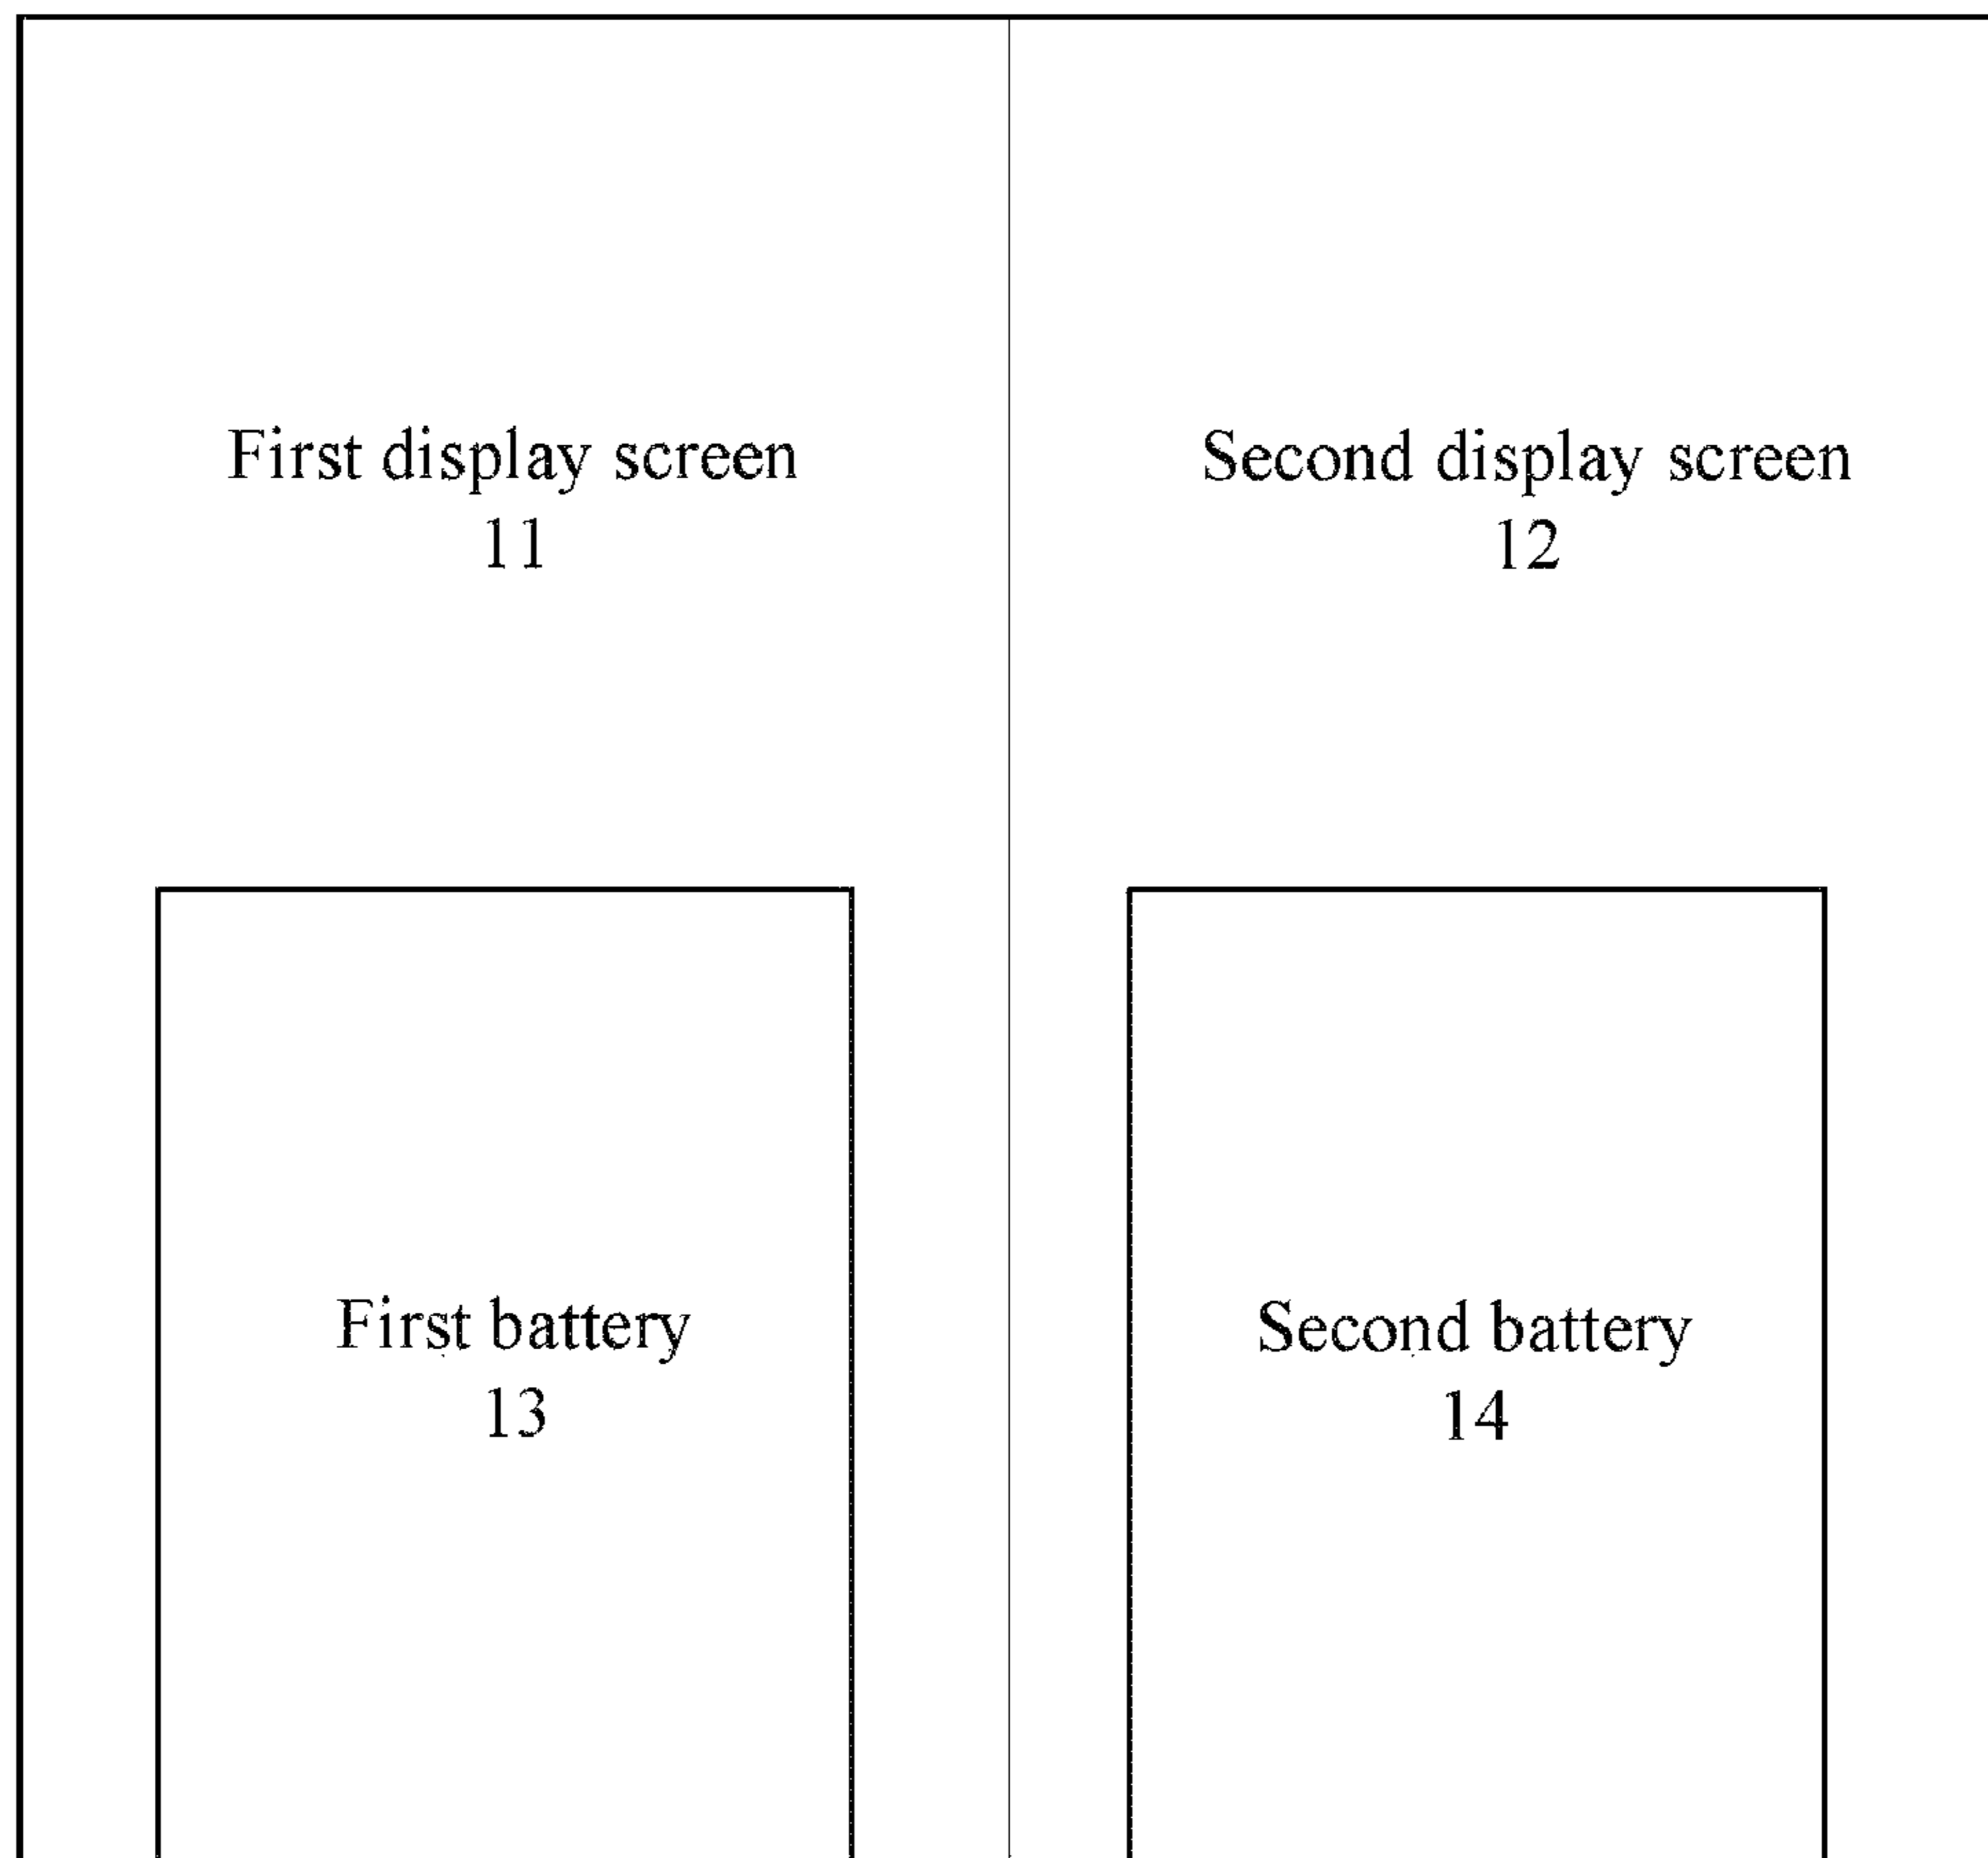 First display screen
11
Second display screen
12
First battery
13
Second battery
14